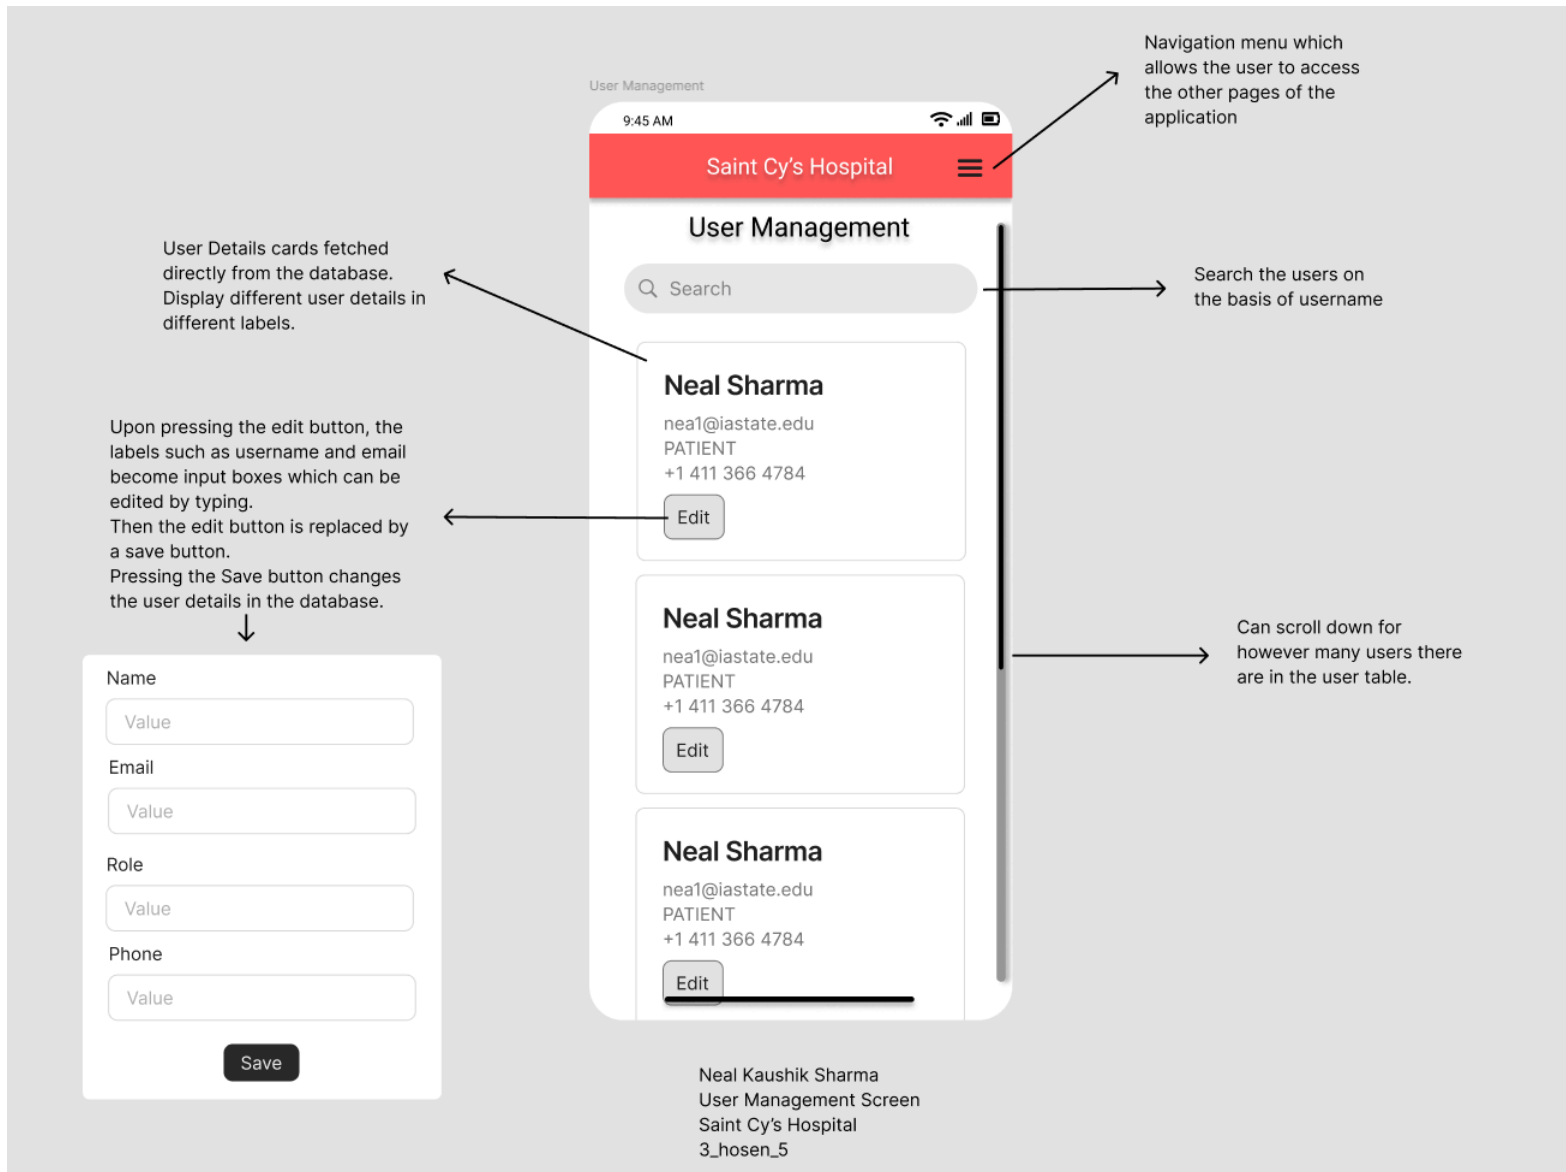 Navigation menu which
allows the user to access
the other pages of the
application
User Management
9:45 AM
Saint Cy's Hospital
User Management
Search
User Details cards fetched
directly from the database.
Display different user details in
different labels.
Search the users on
the basis of username
Neal Sharma
nea1@iastate.edu
PATIENT
+1 411 366 4784
Edit
Upon pressing the edit button, the
labels such as username and email
become input boxes which can be
edited by typing.
Then the edit button is replaced by
a save button.
Pressing the Save button changes
the user details in the database.
Neal Sharma
nea1@iastate.edu
PATIENT
+1 411 366 4784
Edit
Can scroll down for
however many users there
are in the user table.
Name
Value
Email
Value
Role
Value
Phone
Value
Save
Neal Sharma
nea1@iastate.edu
PATIENT
+1 411 366 4784
Edit
Neal Kaushik Sharma
User Management Screen
Saint Cy's Hospital
3_hosen_5